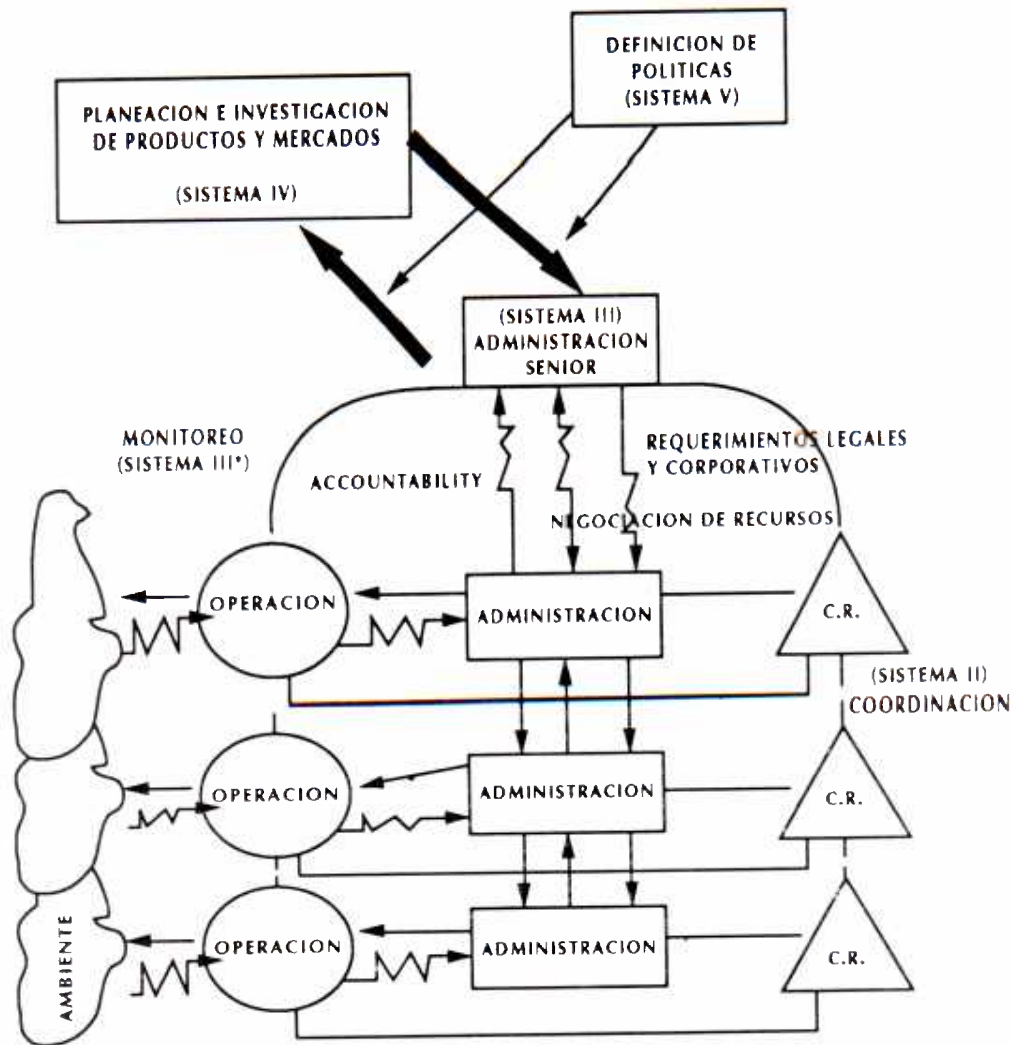 DEFINICION DE
POLITICAS
(SISTEMA V)
PLANEACION E INVESTIGACION
DE PRODUCTOS Y MERCADOS
(SISTEMA IV)
(SISTEMA III)
ADMINISTRACION
SENIOR
MONITOREO
(SISTEMA III*)
ACCOUNTABILITY
REQUERIMIENTOS LEGALES
Y CORPORATIVOS
NEGOCIACION DE RECURSOS
OPERACION
ADMINISTRACION
C.R.
(SISTEMA II)
COORDINACION
OPERACION
ADMINISTRACION
C.R.
AMBIENTE
OPERACION
ADMINISTRACION
C.R.